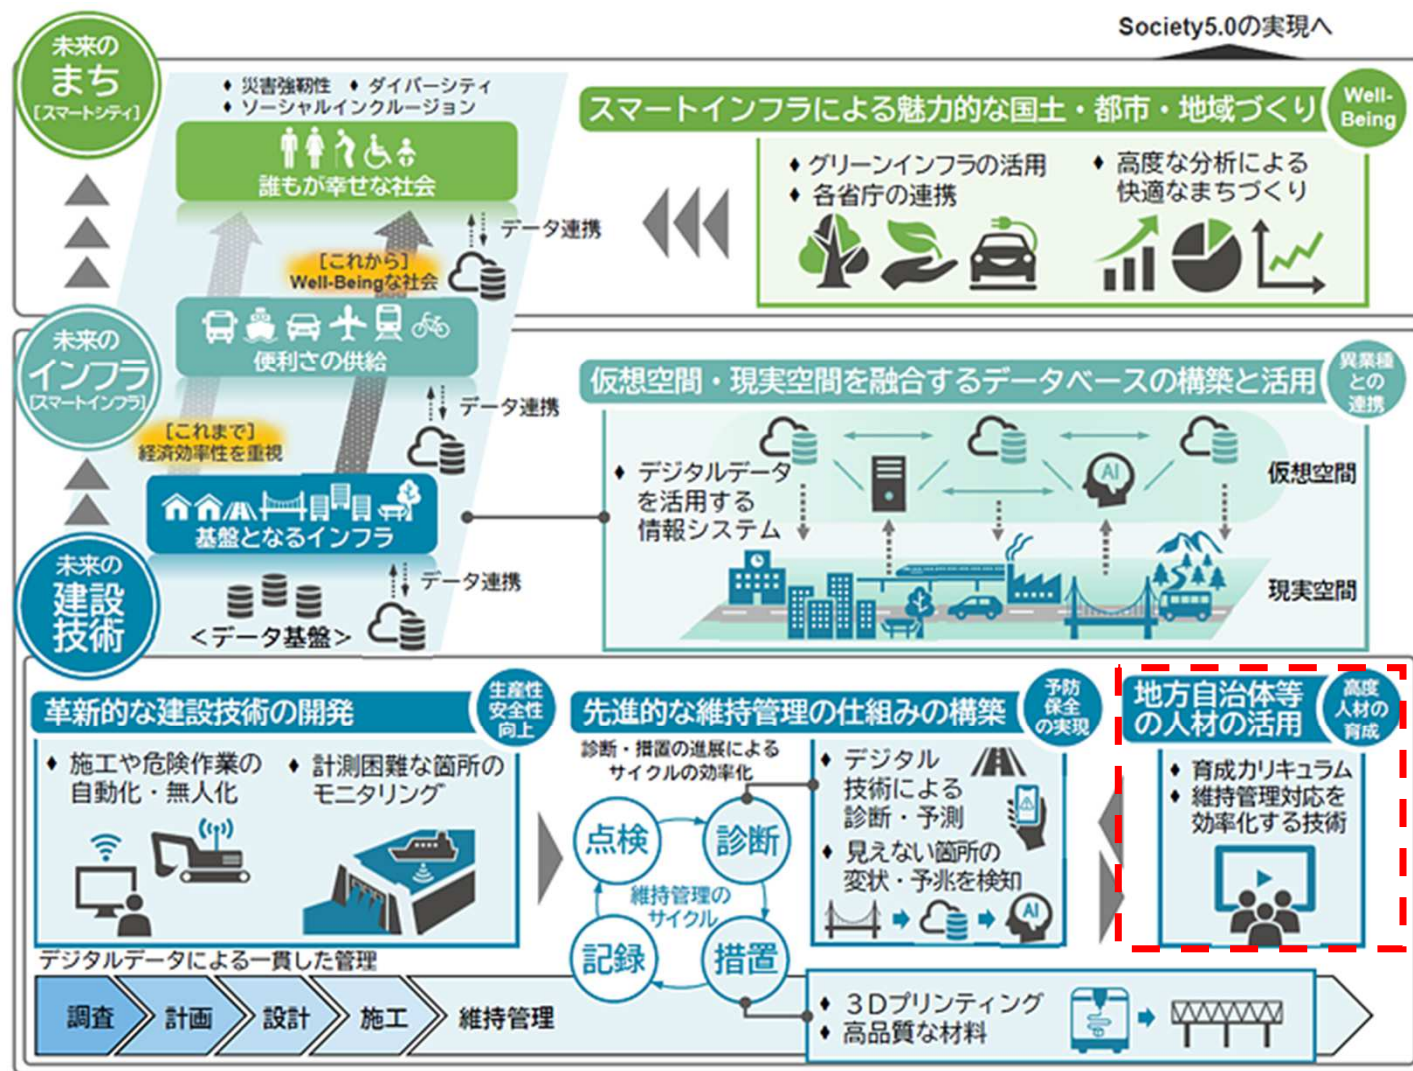 Society5.0の実現へ
未来の
まち
[スマートシティ]
♦ 災害強靭性 ♦ ダイバーシティ
♦ ソーシャルインクルージョン
誰もが幸せな社会
データ連携
[これから]
Well-Beingな社会
スマートインフラによる魅力的な国土・都市・地域づくり
Well-
Being
♦ グリーンインフラの活用
♦ 各省庁の連携
♦ 高度な分析による
快適なまちづくり
未来の
インフラ
[スマートインフラ]
便利さの供給
データ連携
[これまで]
経済効率性を重視
基盤となるインフラ
仮想空間・現実空間を融合するデータベースの構築と活用
異業種
との
連携
♦ デジタルデータ
を活用する
情報システム
AI
仮想空間
現実空間
未来の
建設
技術
データ連携
<データ基盤>
革新的な建設技術の開発
生産性
安全性
向上
♦ 施工や危険作業の
自動化・無人化
♦ 計測困難な箇所の
モニタリング
先進的な維持管理の仕組みの構築
予防
保全
の実現
診断・措置の進展による
サイクルの効率化
点検
診断
維持管理の
サイクル
記録
措置
♦ デジタル
技術による
診断・予測
♦ 見えない箇所の
変状・予兆を検知
AI
地方自治体等
の人材の活用
高度
人材の
育成
♦ 育成カリキュラム
♦ 維持管理対応を
効率化する技術
デジタルデータによる一貫した管理
調査
計画
設計
施工
維持管理
♦ 3Dプリンティング
♦ 高品質な材料